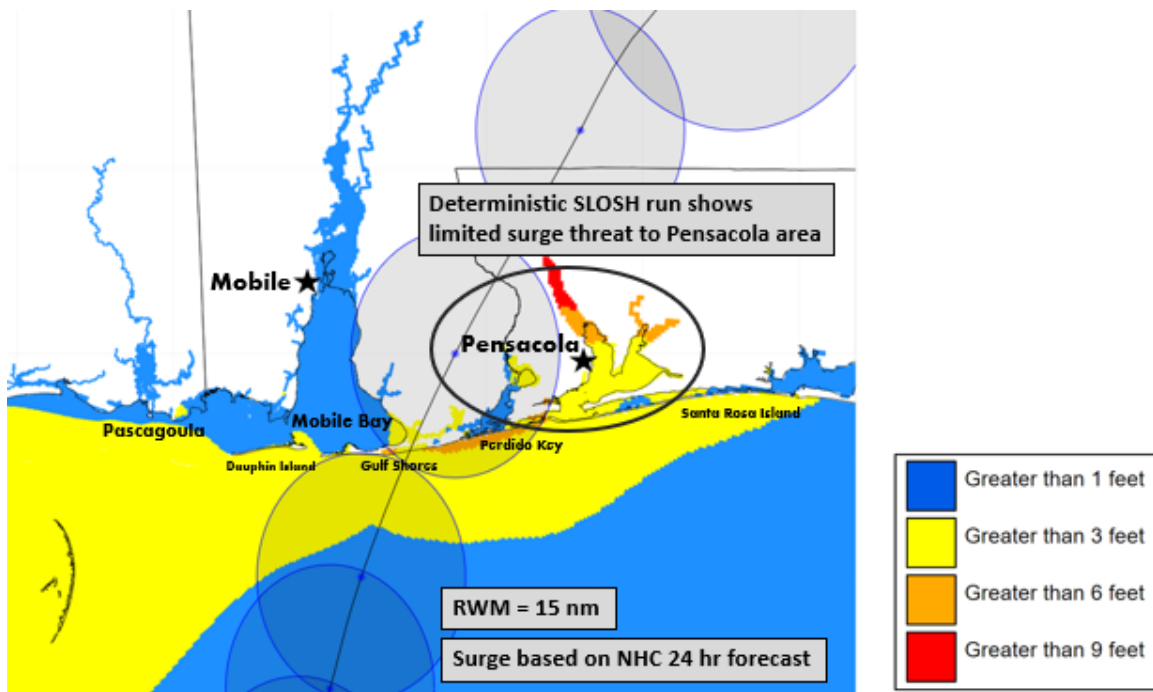 Deterministic SLOSH run shows
limited surge threat to Pensacola area
Mobile
Pensacola
Mobile Bay
Pascagoula
Santa Rosa Island
Perdido Key
Dauphin Island
Gulf Shores
Greater than 1 feet
Greater than 3 feet
Greater than 6 feet
Greater than 9 feet
RWM = 15 nm
Surge based on NHC 24 hr forecast